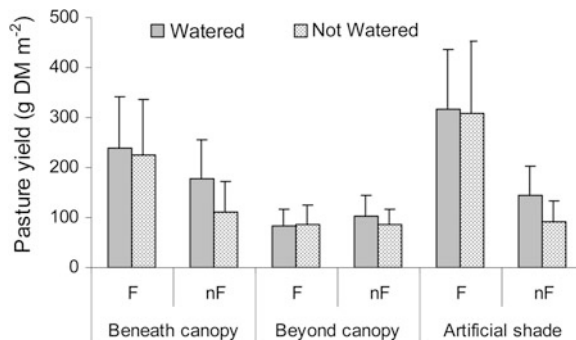 Pasture yield (g DM m⁻²)
500
400
300
200
100
0
Watered
Not Watered
F
nF
F
nF
F
nF
Beneath canopy
Beyond canopy
Artificial shade